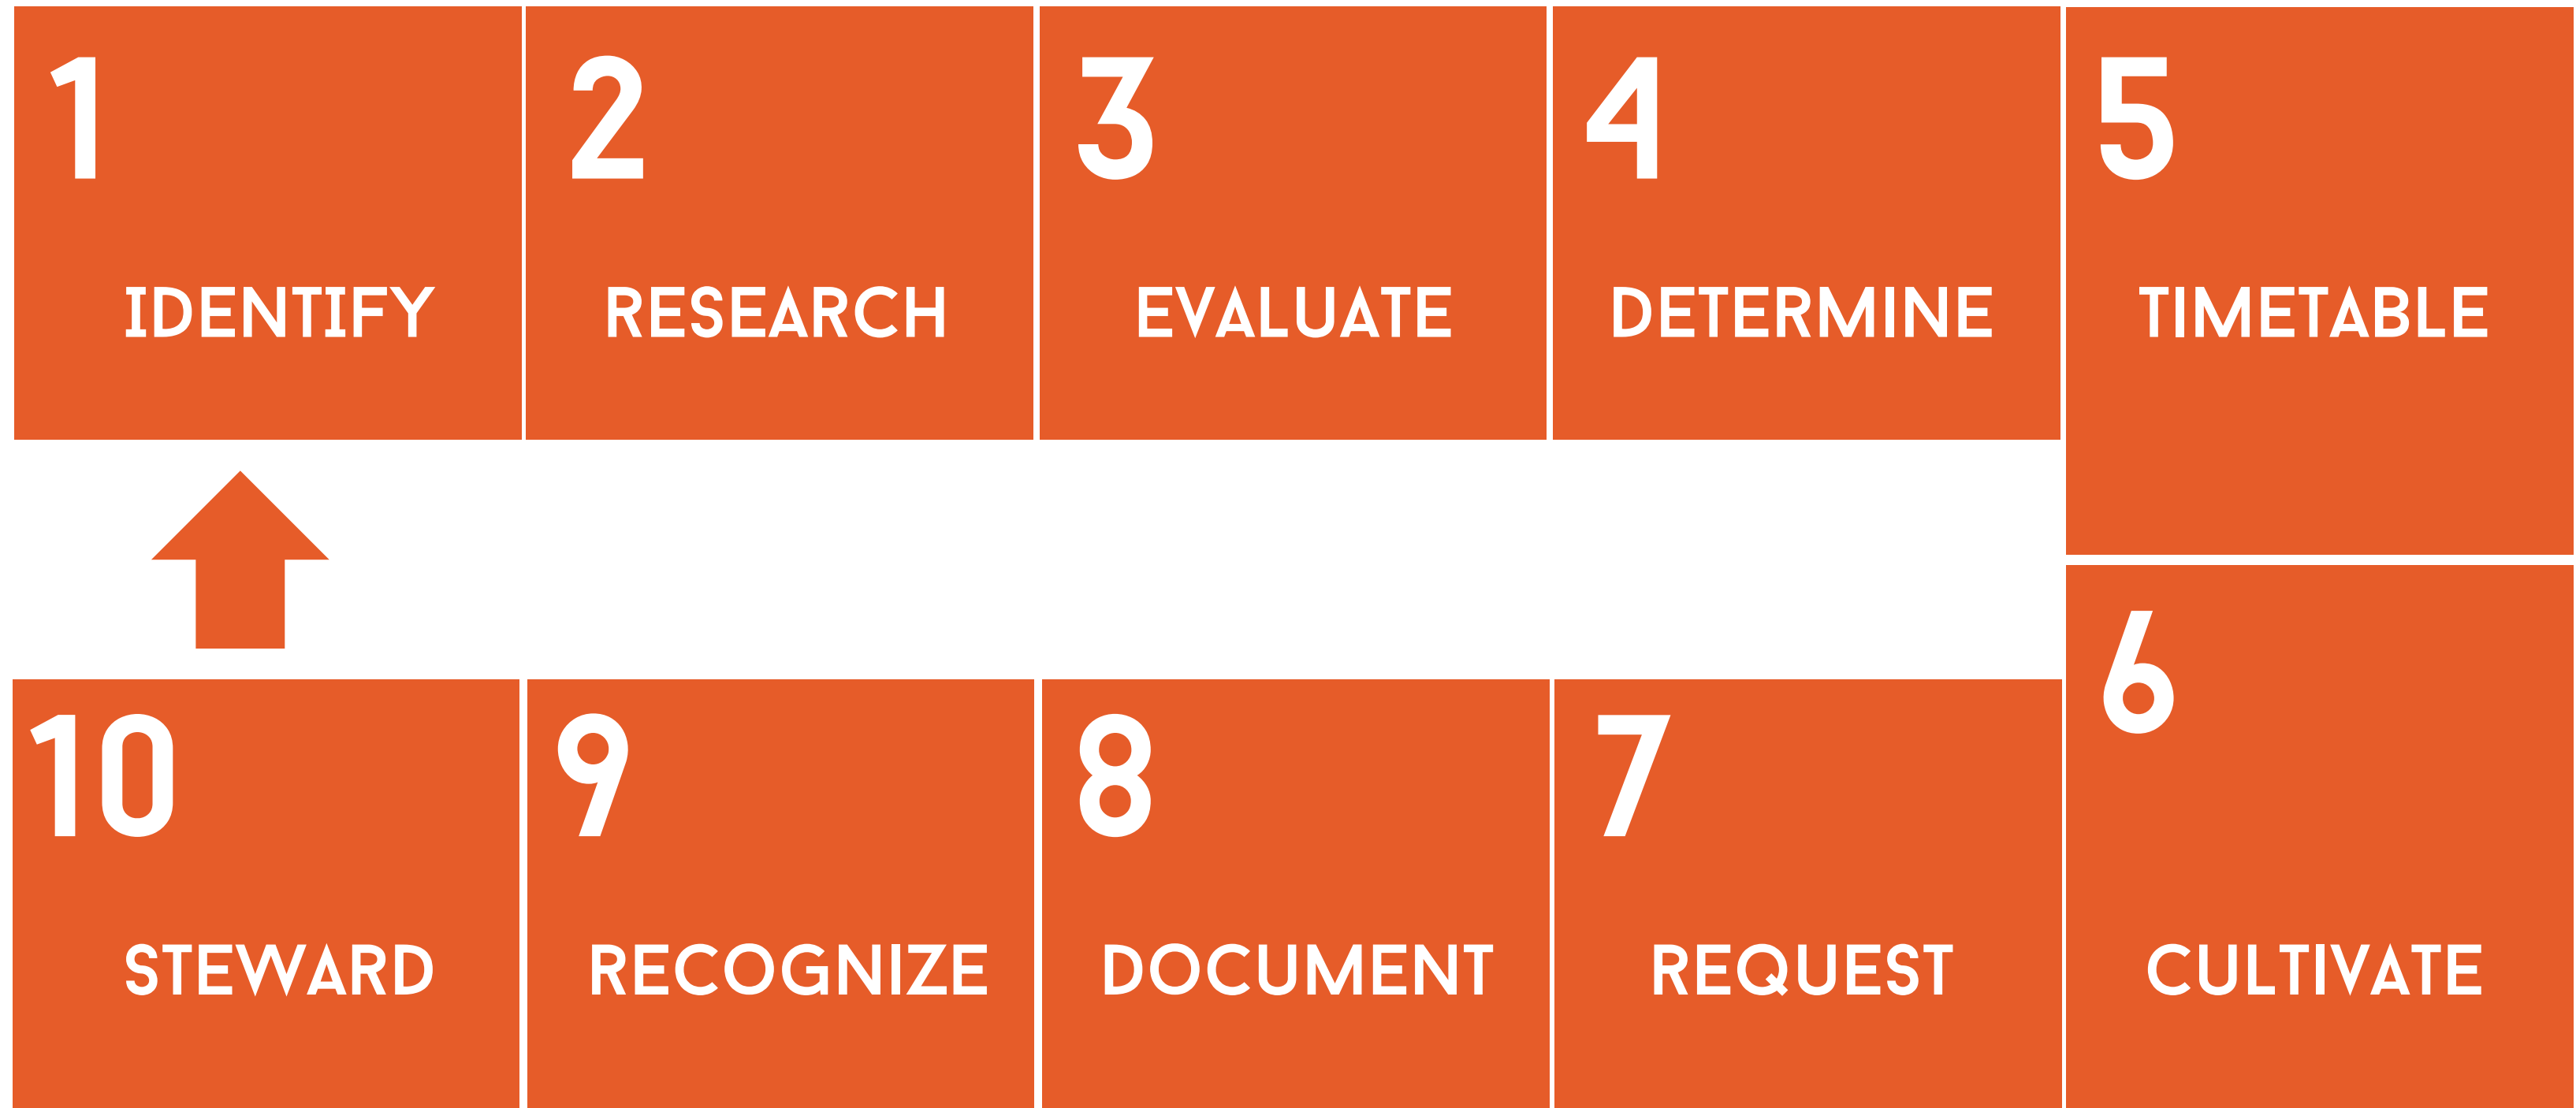 1
IDENTIFY
2
RESEARCH
3
EVALUATE
4
DETERMINE
5
TIMETABLE
6
CULTIVATE
7
REQUEST
8
DOCUMENT
9
RECOGNIZE
10
STEWARD